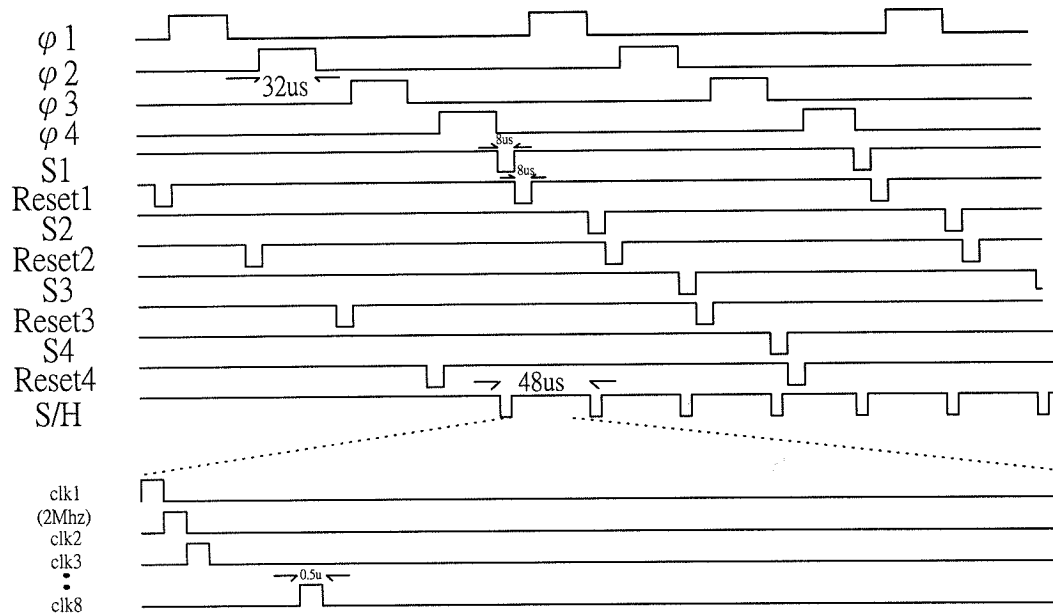 φ1
φ2
32us
φ3
φ4
8us
S1
8us
Reset1
S2
Reset2
S3
Reset3
S4
Reset4
48us
S/H
clk1
(2Mhz)
clk2
clk3
0.5u
clk8